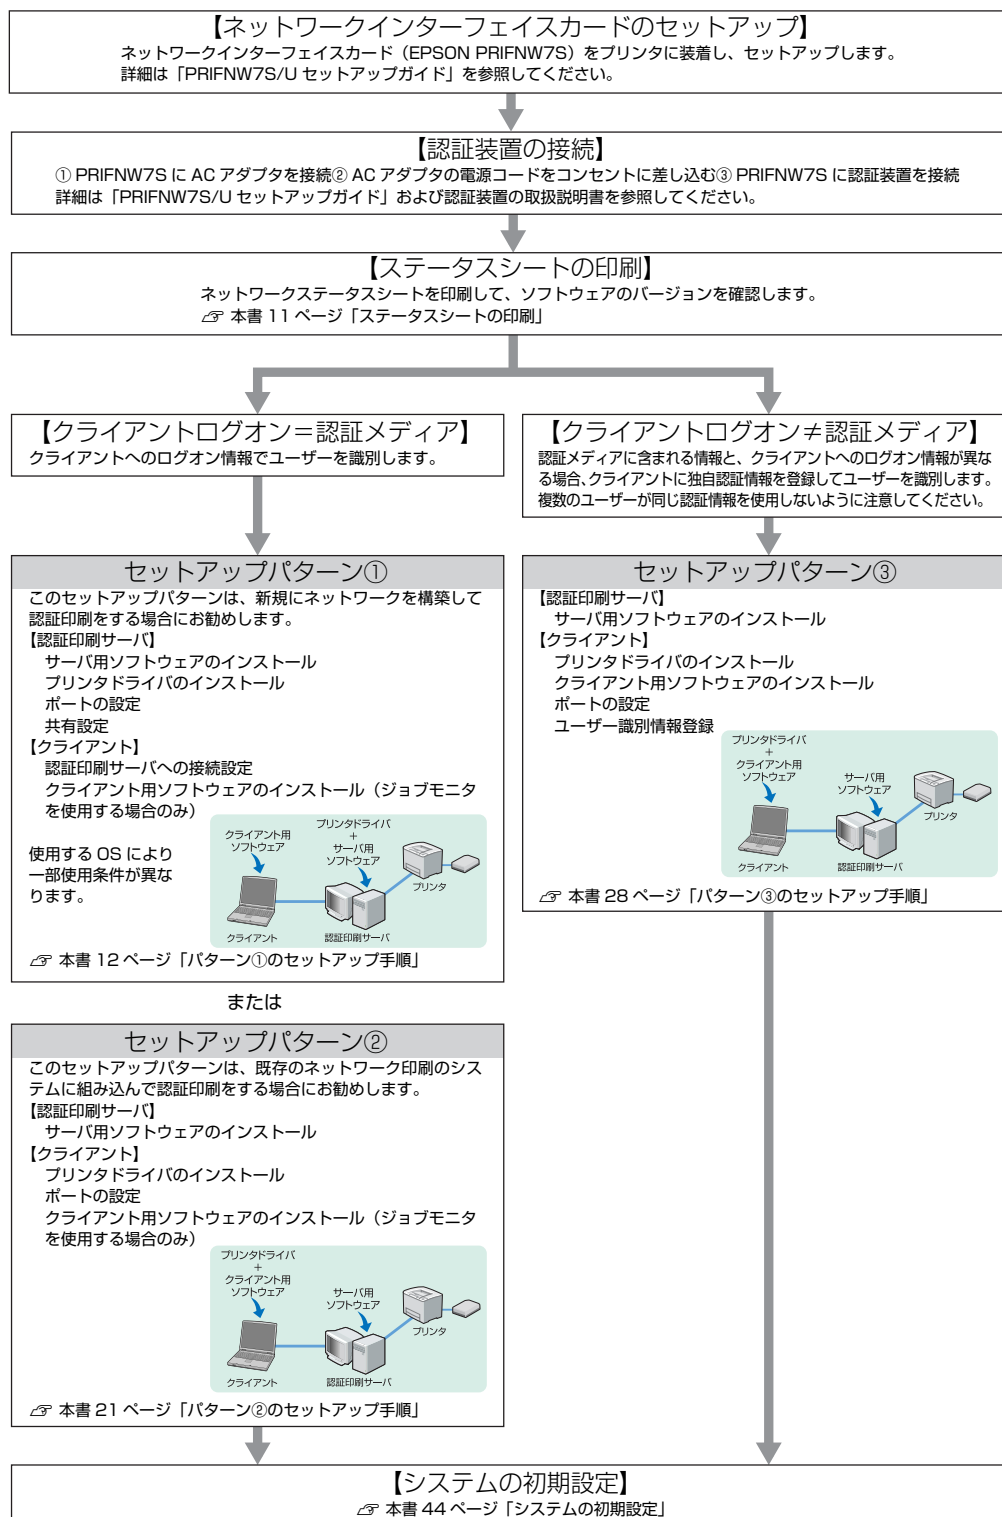 【ネットワークインターフェイスカードのセットアップ】
ネットワークインターフェイスカード（EPSON PRIFNW7S）をプリンタに装着し、セットアップします。
詳細は「PRIFNW7S/U セットアップガイド」を参照してください。
【認証装置の接続】
① PRIFNW7S に AC アダプタを接続② AC アダプタの電源コードをコンセントに差し込む③ PRIFNW7S に認証装置を接続
詳細は「PRIFNW7S/U セットアップガイド」および認証装置の取扱説明書を参照してください。
【ステータスシートの印刷】
ネットワークステータスシートを印刷して、ソフトウェアのバージョンを確認します。
本書 11 ページ「ステータスシートの印刷」
【クライアントログオン＝認証メディア】
クライアントへのログオン情報でユーザーを識別します。
【クライアントログオン≠認証メディア】
認証メディアに含まれる情報と、クライアントへのログオン情報が異な
る場合、クライアントに独自認証情報を登録してユーザーを識別します。
複数のユーザーが同じ認証情報を使用しないように注意してください。
セットアップパターン①
このセットアップパターンは、新規にネットワークを構築して
認証印刷をする場合にお勧めします。
【認証印刷サーバ】
サーバ用ソフトウェアのインストール
プリンタドライバのインストール
ポートの設定
共有設定
【クライアント】
認証印刷サーバへの接続設定
クライアント用ソフトウェアのインストール（ジョブモニタ
を使用する場合のみ）
使用する OS により
一部使用条件が異な
ります。
クライアント用
ソフトウェア
プリンタドライバ
+
サーバ用
ソフトウェア
プリンタ
クライアント
認証印刷サーバ
本書 12 ページ「パターン①のセットアップ手順」
セットアップパターン③
【認証印刷サーバ】
サーバ用ソフトウェアのインストール
【クライアント】
プリンタドライバのインストール
クライアント用ソフトウェアのインストール
ポートの設定
ユーザー識別情報登録
プリンタドライバ
+
クライアント用
ソフトウェア
サーバ用
ソフトウェア
プリンタ
クライアント
認証印刷サーバ
本書 28 ページ「パターン③のセットアップ手順」
または
セットアップパターン②
このセットアップパターンは、既存のネットワーク印刷のシス
テムに組み込んで認証印刷をする場合にお勧めします。
【認証印刷サーバ】
サーバ用ソフトウェアのインストール
【クライアント】
プリンタドライバのインストール
ポートの設定
クライアント用ソフトウェアのインストール（ジョブモニタ
を使用する場合のみ）
プリンタドライバ
+
クライアント用
ソフトウェア
サーバ用
ソフトウェア
プリンタ
クライアント
認証印刷サーバ
本書 21 ページ「パターン②のセットアップ手順」
【システムの初期設定】
本書 44 ページ「システムの初期設定」